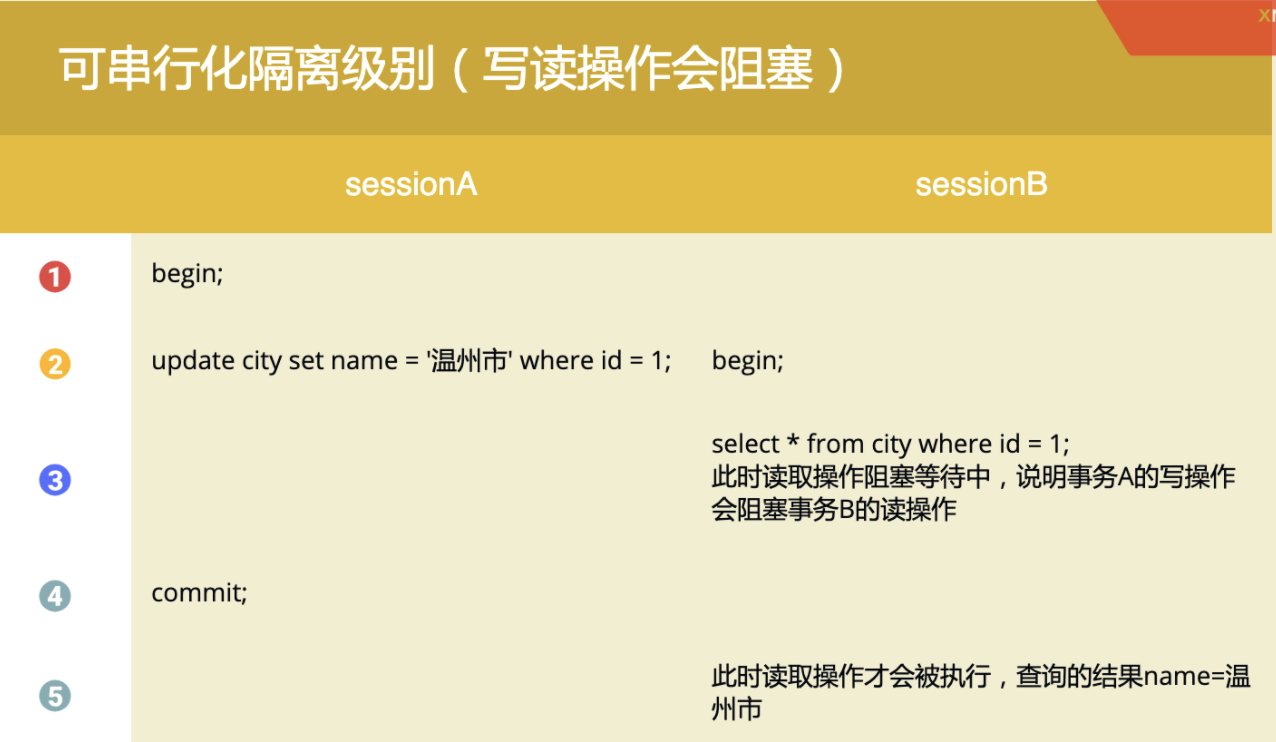 可串行化隔离级别（写读操作会阻塞）
sessionA
sessionB
1
begin;
2
update city set name = '温州市' where id = 1;
begin;
3
select * from city where id = 1;
此时读取操作阻塞等待中，说明事务A的写操作
会阻塞事务B的读操作
4
commit;
5
此时读取操作才会被执行，查询的结果name=温
州市